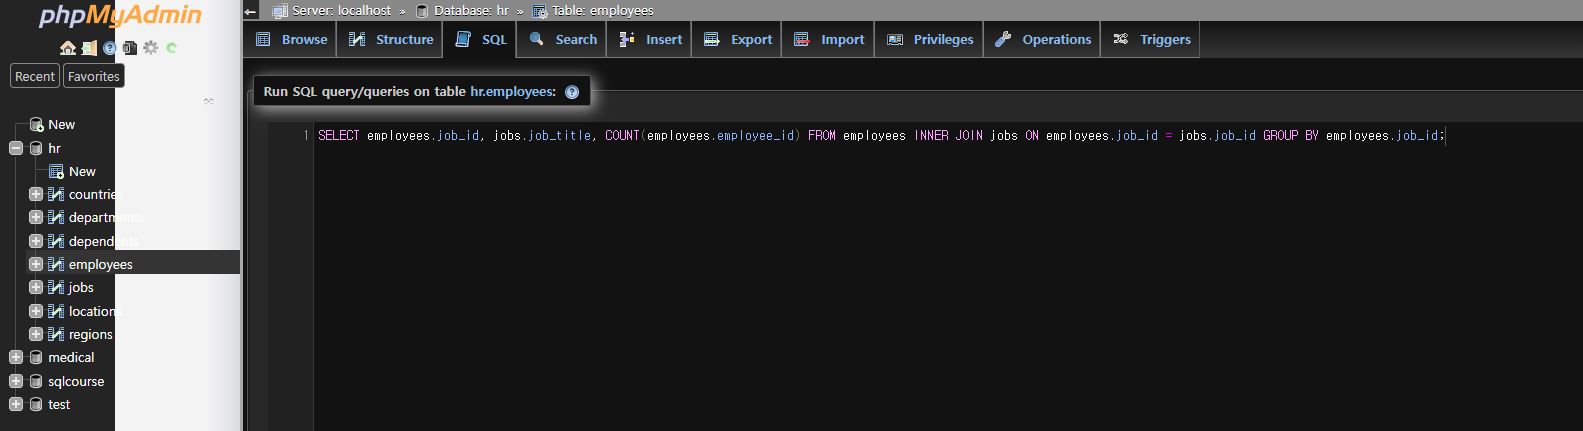 phpMyAdmin
Recent Favorites
New
hr
New
countries
departments
dependents
employees
jobs
locations
regions
medical
sqlcourse
test
Server: localhost » Database: hr » Table: employees
Browse Structure SQL Search Insert Export Import Privileges Operations Triggers
Run SQL query/queries on table hr.employees:
1 SELECT employees.job_id, jobs.job_title, COUNT(employees.employee_id) FROM employees INNER JOIN jobs ON employees.job_id = jobs.job_id GROUP BY employees.job_id;